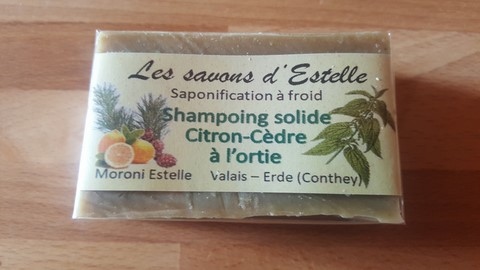 Les savons d'Estelle
Saponification à froid
Shampoing solide
Citron-Cèdre
à l'ortie
Moroni Estelle Valais – Erde (Conthey)